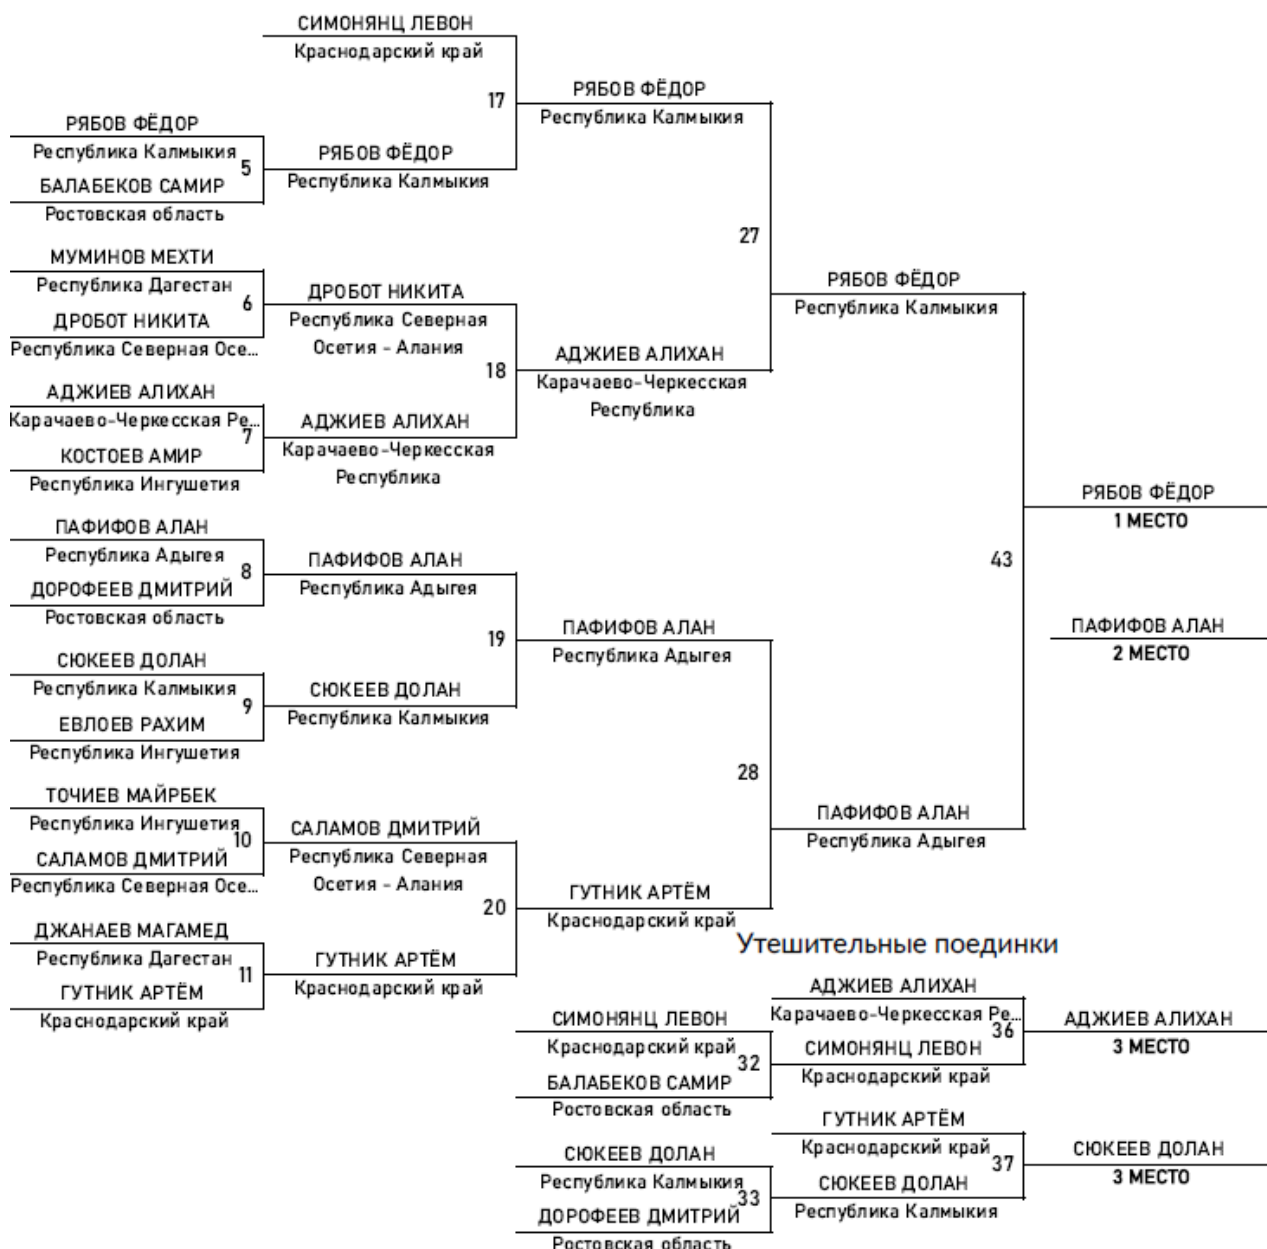 СИМОНЯНЦ ЛЕВОН
Краснодарский край
17
РЯБОВ ФЁДОР
Республика Калмыкия
РЯБОВ ФЁДОР
Республика Калмыкия
5
БАЛАБЕКОВ САМИР
Ростовская область
РЯБОВ ФЁДОР
Республика Калмыкия
27
МУМИНОВ МЕХТИ
Республика Дагестан
6
ДРОБОТ НИКИТА
Республика Северная Осе...
ДРОБОТ НИКИТА
Республика Северная
Осетия - Алания
РЯБОВ ФЁДОР
Республика Калмыкия
18
АДЖИЕВ АЛИХАН
Карачаево-Черкесская
Республика
АДЖИЕВ АЛИХАН
Карачаево-Черкесская Ре...
7
КОСТОЕВ АМИР
Республика Ингушетия
АДЖИЕВ АЛИХАН
Карачаево-Черкесская
Республика
РЯБОВ ФЁДОР
1 МЕСТО
43
ПАФИФОВ АЛАН
Республика Адыгея
8
ДОРОФЕЕВ ДМИТРИЙ
Ростовская область
ПАФИФОВ АЛАН
Республика Адыгея
19
ПАФИФОВ АЛАН
Республика Адыгея
ПАФИФОВ АЛАН
2 МЕСТО
СЮКЕЕВ ДОЛАН
Республика Калмыкия
9
ЕВЛОЕВ РАХИМ
Республика Ингушетия
СЮКЕЕВ ДОЛАН
Республика Калмыкия
28
ТОЧИЕВ МАЙРБЕК
Республика Ингушетия
10
САЛАМОВ ДМИТРИЙ
Республика Северная Осе...
САЛАМОВ ДМИТРИЙ
Республика Северная
Осетия - Алания
ПАФИФОВ АЛАН
Республика Адыгея
20
ГУТНИК АРТЁМ
Краснодарский край
ДЖАНАЕВ МАГАМЕД
Республика Дагестан
11
ГУТНИК АРТЁМ
Краснодарский край
ГУТНИК АРТЁМ
Краснодарский край
Утешительные поединки
АДЖИЕВ АЛИХАН
Карачаево-Черкесская Ре...
36
СИМОНЯНЦ ЛЕВОН
Краснодарский край
32
БАЛАБЕКОВ САМИР
Ростовская область
СИМОНЯНЦ ЛЕВОН
Краснодарский край
АДЖИЕВ АЛИХАН
3 МЕСТО
ГУТНИК АРТЁМ
Краснодарский край
37
СЮКЕЕВ ДОЛАН
Республика Калмыкия
33
ДОРОФЕЕВ ДМИТРИЙ
Ростовская область
СЮКЕЕВ ДОЛАН
Республика Калмыкия
СЮКЕЕВ ДОЛАН
3 МЕСТО